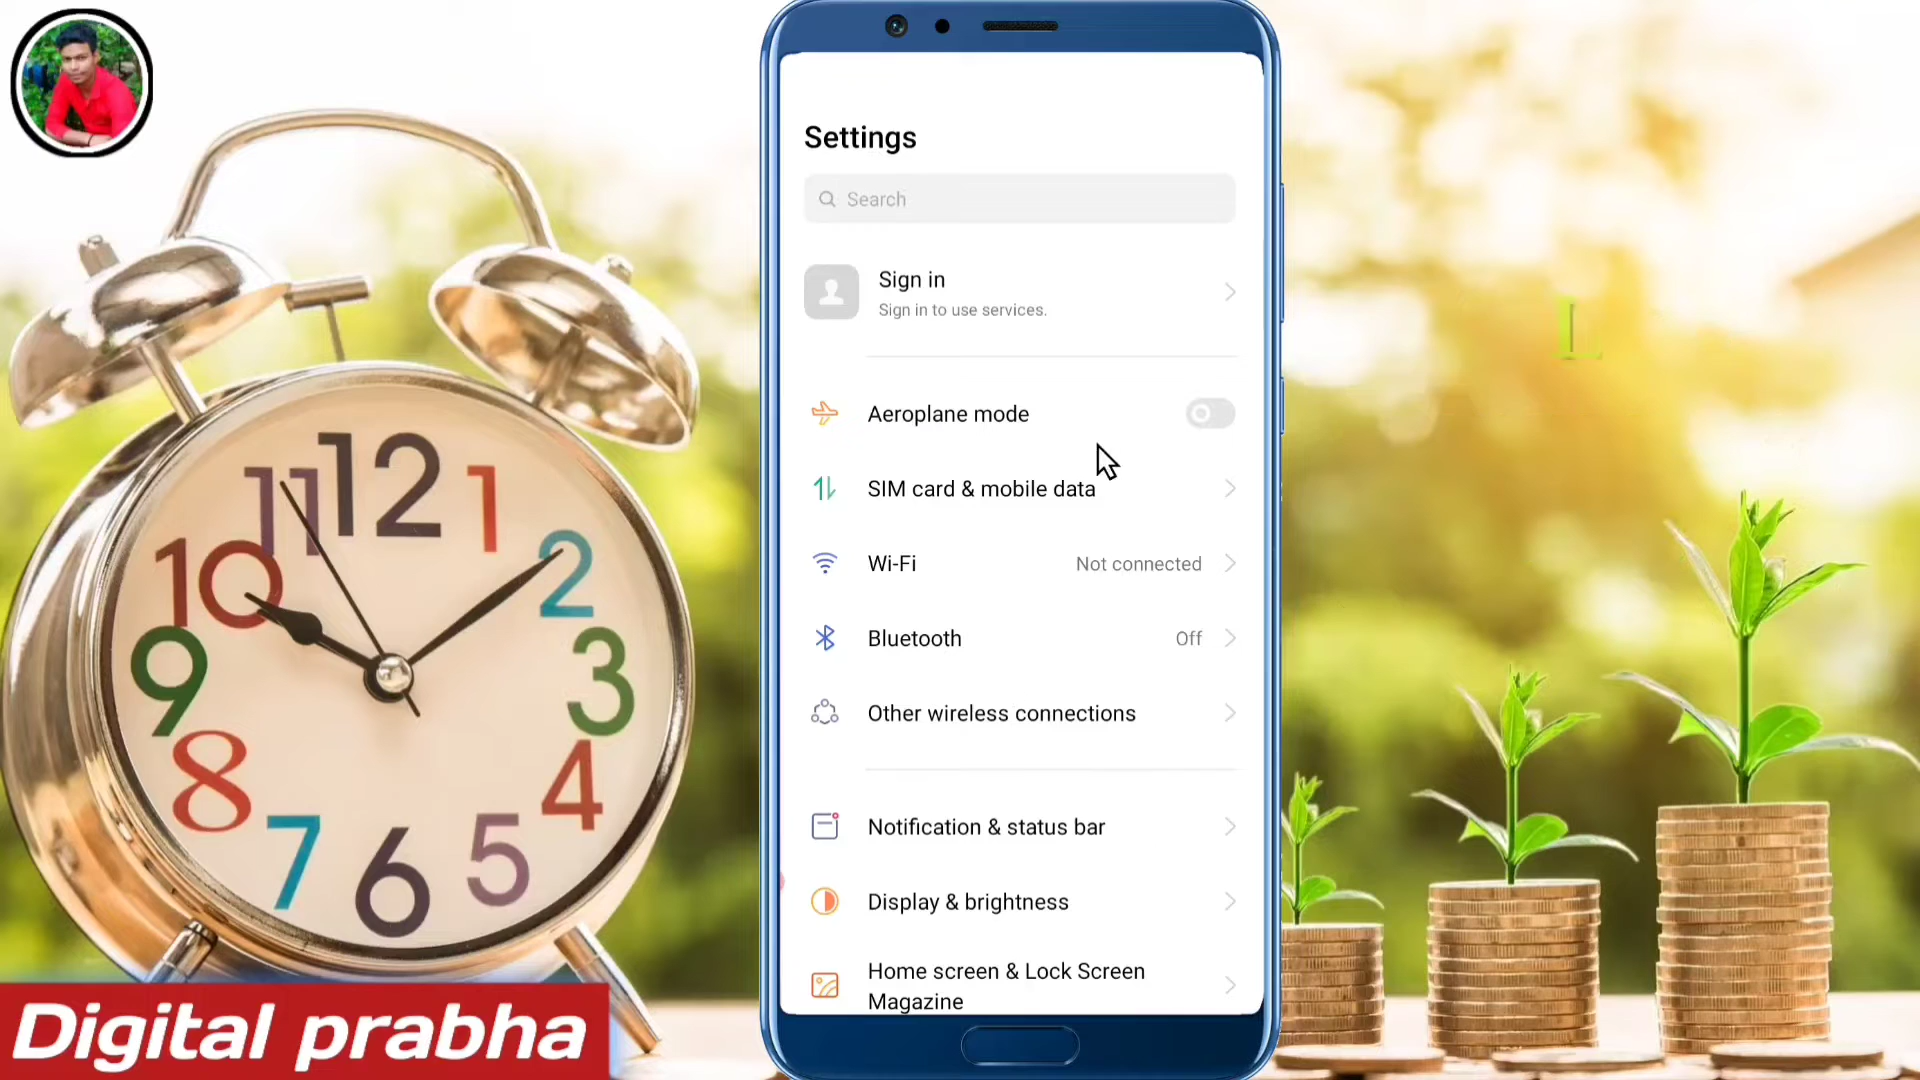 12
11
1
10
2
9
3
8
4
7
5
6
Digital prabha
Settings
Search
Sign in
Sign in to use services.
Aeroplane mode
SIM card & mobile data
Wi-Fi
Not connected
Bluetooth
Off
Other wireless connections
Notification & status bar
Display & brightness
Home screen & Lock Screen
Magazine
L